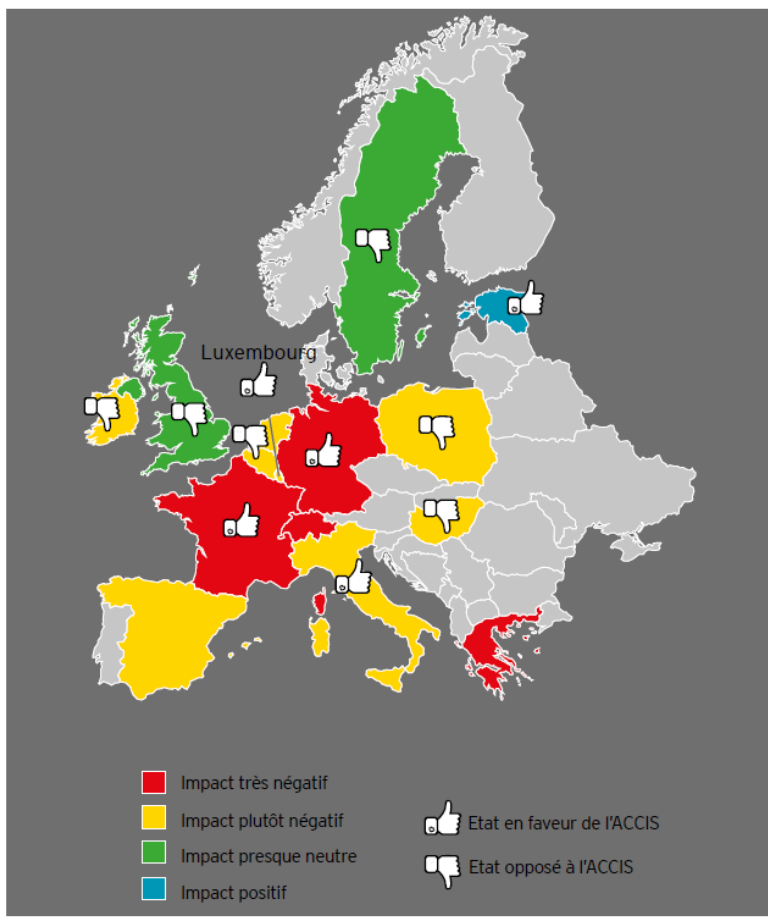 Luxembourg
Impact très négatif
Impact plutôt négatif
Impact presque neutre
Impact positif
Etat en faveur de l'ACCIS
Etat opposé à l'ACCIS